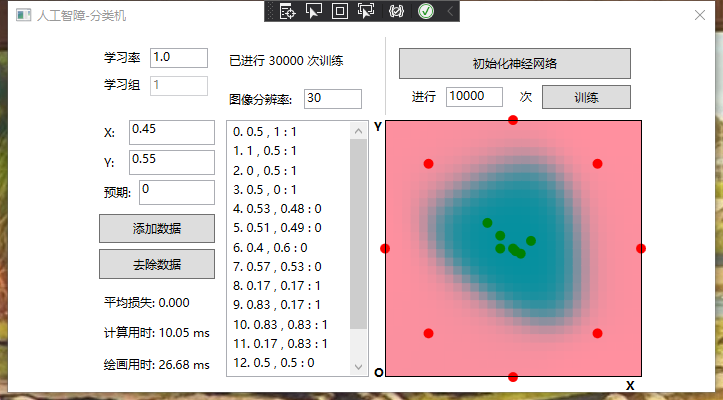 人工智障-分类机
学习率 1.0
学习组 1
已进行 30000 次训练
图像分辨率: 30
初始化神经网络
进行 10000 次 训练
X: 0.45
Y: 0.55
预期: 0
添加数据
去除数据
平均损失: 0.000
计算用时: 10.05 ms
绘画用时: 26.68 ms
0. 0.5 , 1 : 1
1. 1 , 0.5 : 1
2. 0 , 0.5 : 1
3. 0.5 , 0 : 1
4. 0.53 , 0.48 : 0
5. 0.51 , 0.49 : 0
6. 0.4 , 0.6 : 0
7. 0.57 , 0.53 : 0
8. 0.17 , 0.17 : 1
9. 0.83 , 0.17 : 1
10. 0.83 , 0.83 : 1
11. 0.17 , 0.83 : 1
12. 0.5 , 0.5 : 0
Y
O
X